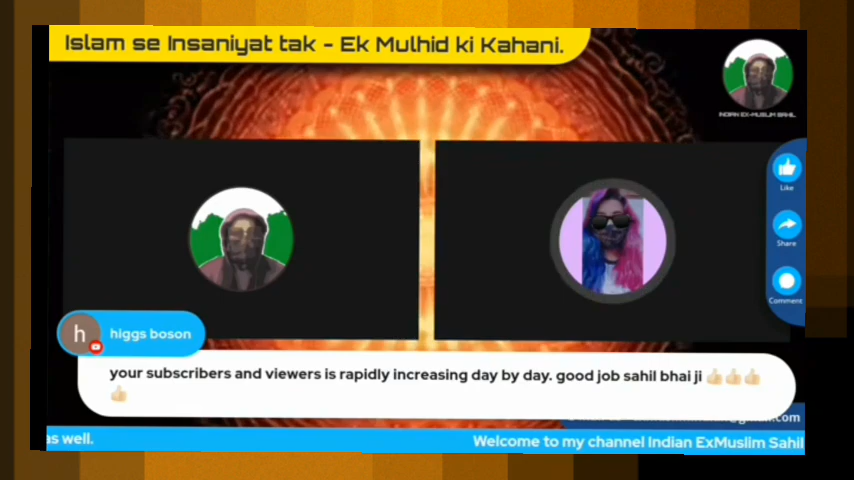 Islam se Insaniyat tak - Ek Mulhid ki Kahani.
INDIAN EX-MUSLIM SAHIL
Like
Share
Comment
h
higgs boson
your subscribers and viewers is rapidly increasing day by day. good job sahil bhai ji 👍🏻👍🏻👍🏻
👍🏻
.com
as well.
Welcome to my channel Indian ExMuslim Sahil